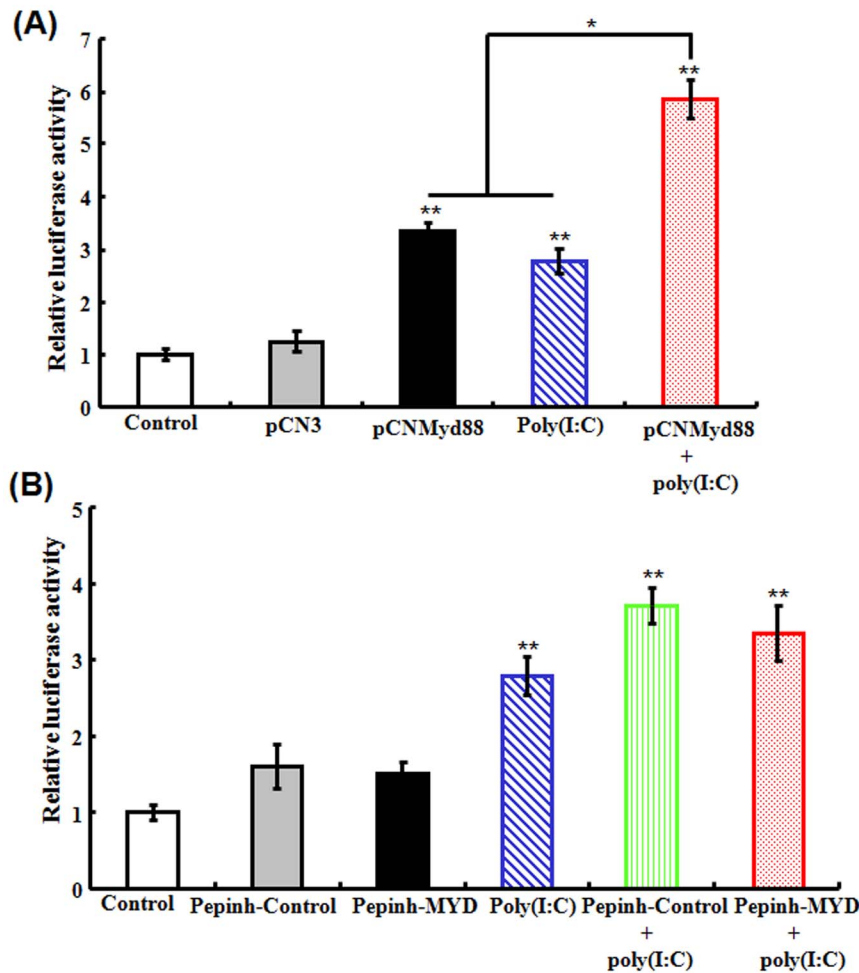 (A)
Relative luciferase activity
7
6
5
4
3
2
1
0
*
**
**
**
Control pCN3 pCNMyd88 Poly(I:C) pCNMyd88
+
poly(I:C)
(B)
Relative luciferase activity
5
4
3
2
1
0
**
**
**
Control Pepinh-Control Pepinh-MYD Poly(I:C) Pepinh-Control Pepinh-MYD
+ +
poly(I:C) poly(I:C)